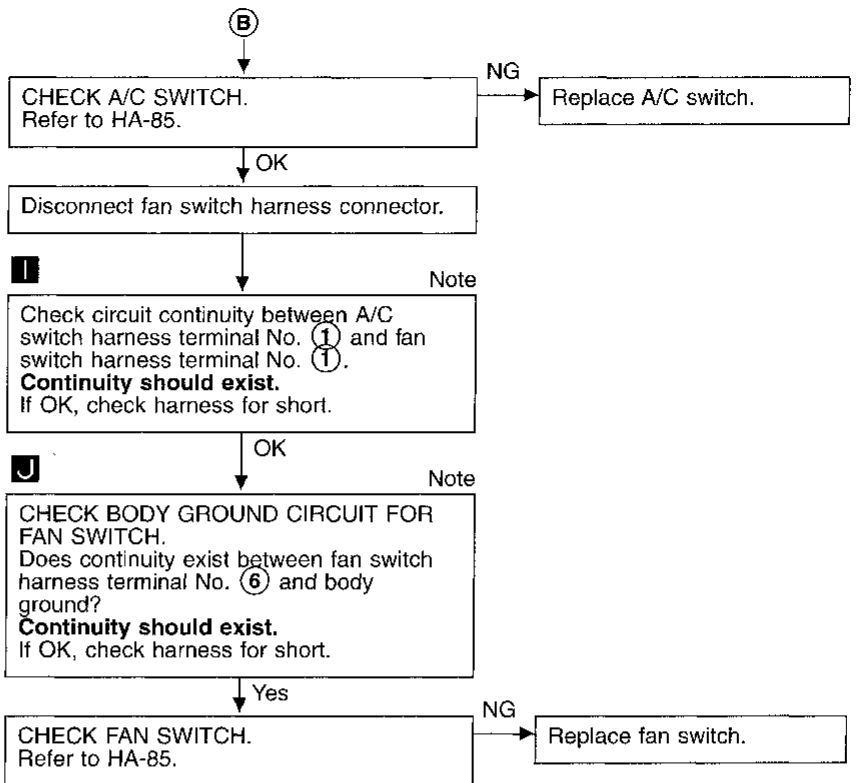 B
NG
CHECK A/C SWITCH.
Refer to HA-85.
Replace A/C switch.
OK
Disconnect fan switch harness connector.
I
Note
Check circuit continuity between A/C
switch harness terminal No. ① and fan
switch harness terminal No. ①.
Continuity should exist.
If OK, check harness for short.
OK
J
Note
CHECK BODY GROUND CIRCUIT FOR
FAN SWITCH.
Does continuity exist between fan switch
harness terminal No. ⑥ and body
ground?
Continuity should exist.
If OK, check harness for short.
Yes
NG
CHECK FAN SWITCH.
Refer to HA-85.
Replace fan switch.